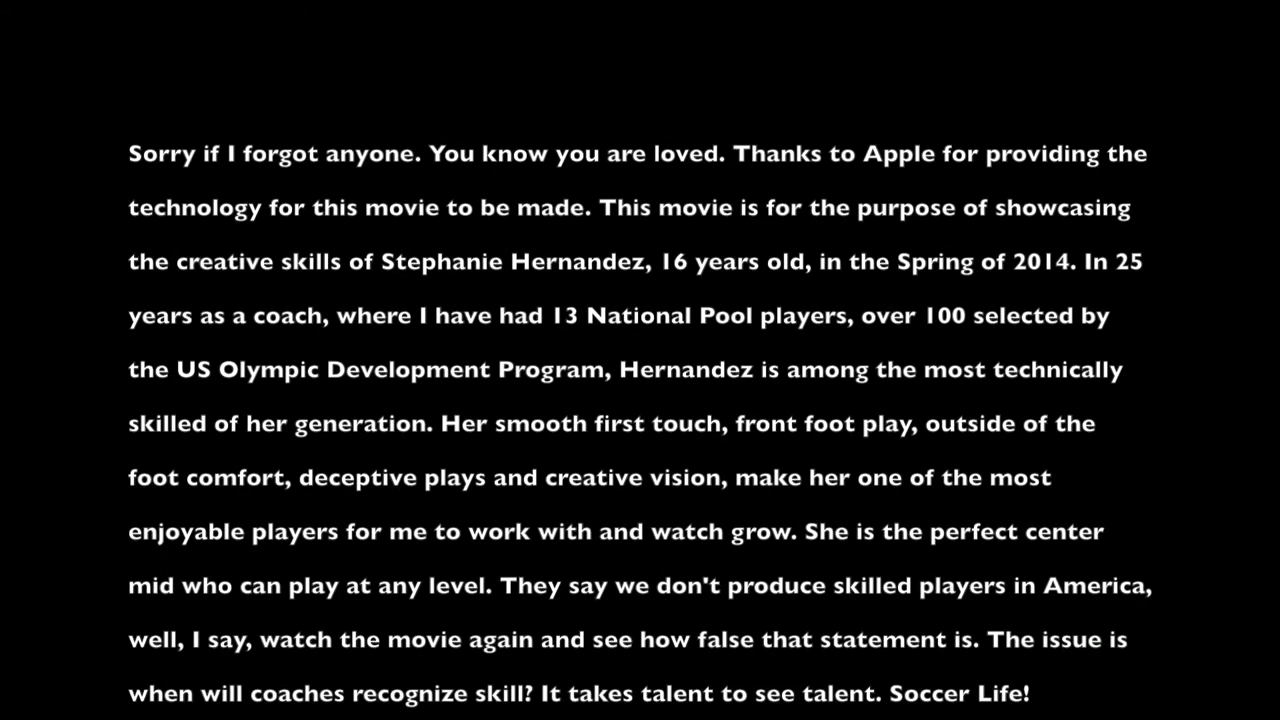 Sorry if I forgot anyone. You know you are loved. Thanks to Apple for providing the
technology for this movie to be made. This movie is for the purpose of showcasing
the creative skills of Stephanie Hernandez, 16 years old, in the Spring of 2014. In 25
years as a coach, where I have had 13 National Pool players, over 100 selected by
the US Olympic Development Program, Hernandez is among the most technically
skilled of her generation. Her smooth first touch, front foot play, outside of the
foot comfort, deceptive plays and creative vision, make her one of the most
enjoyable players for me to work with and watch grow. She is the perfect center
mid who can play at any level. They say we don't produce skilled players in America,
well, I say, watch the movie again and see how false that statement is. The issue is
when will coaches recognize skill? It takes talent to see talent. Soccer Life!